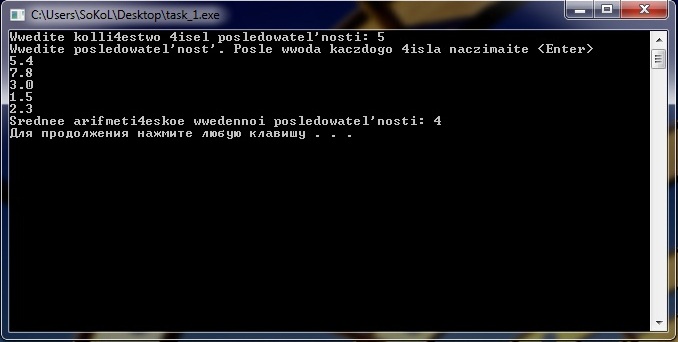 C:\Users\SoKoL\Desktop\task_1.exe
Wwedite kolli4estwo 4isel posledowatel'nosti: 5
Wwedite posledowatel'nost'. Posle wwoda kaczdogo 4isla naczimaite <Enter>
5.4
7.8
3.0
1.5
2.3
Srednee arifmeti4eskoe wwedennoi posledowatel'nosti: 4
Для продолжения нажмите любую клавишу . . .